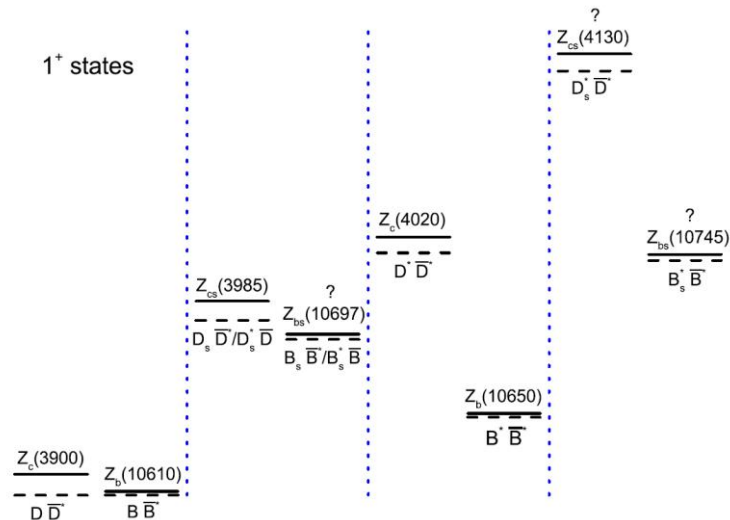 1⁺ states
Z_c(3900)
D D̅*
Z_b(10610)
B B̅*
Z_cs(3985)
D_s D̅*/D_s* D̅
?
Z_bs(10697)
B_s B̅*/B_s* B̅
Z_c(4020)
D* D̅*
Z_b(10650)
B* B̅*
?
Z_cs(4130)
D_s* D̅*
?
Z_bs(10745)
B_s* B̅*